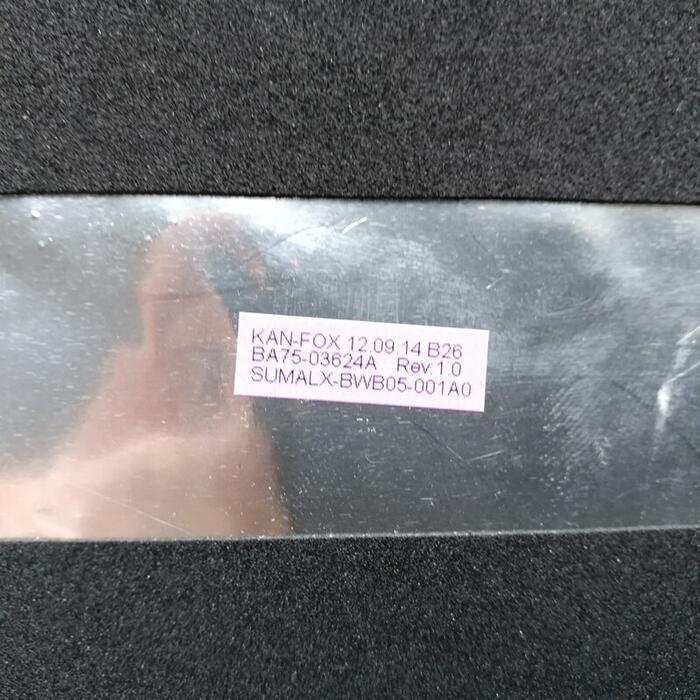 KAN-FOX 12.09.14 B26
BA75-03624A Rev:1.0
SUMALX-BWB05-001A0